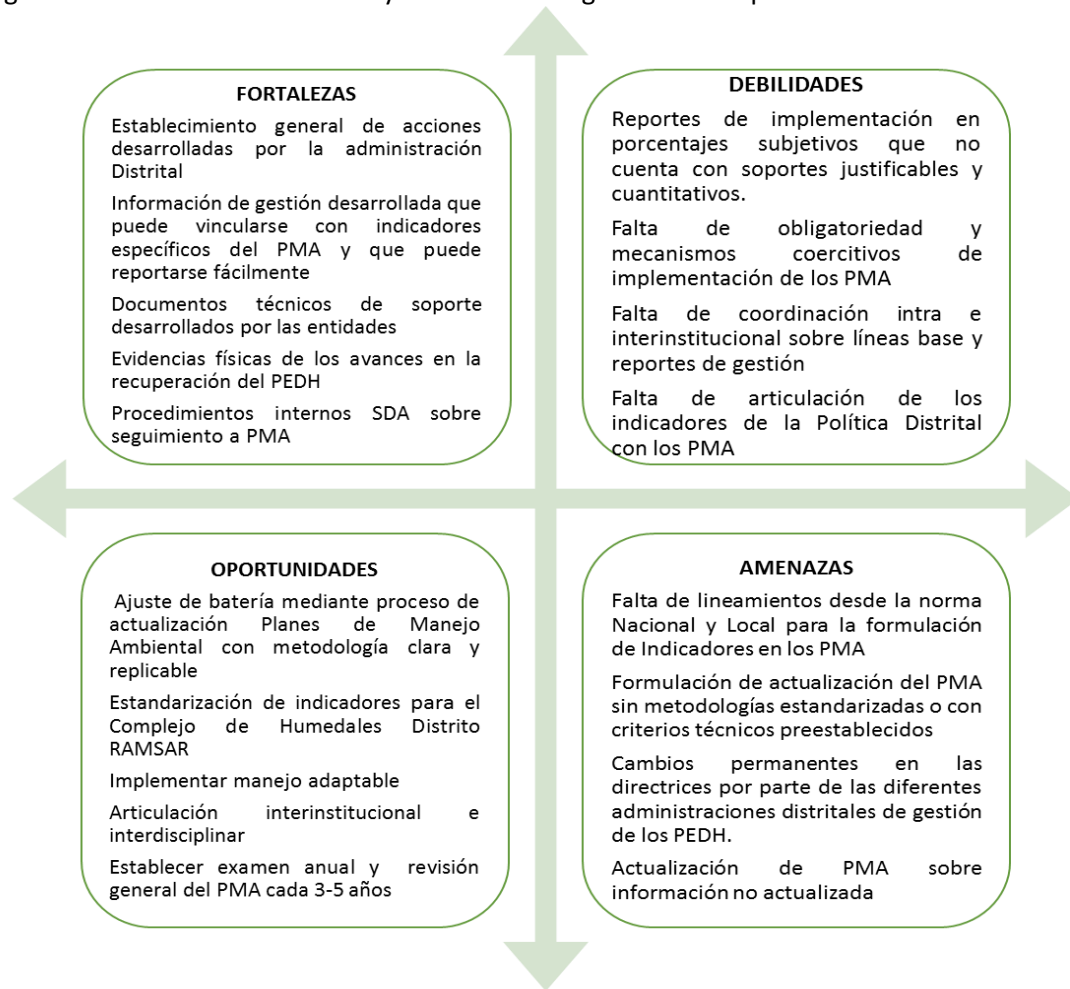 FORTALEZAS
Establecimiento general de acciones
desarrolladas por la administración
Distrital
Información de gestión desarrollada que
puede vincularse con indicadores
específicos del PMA y que puede
reportarse fácilmente
Documentos técnicos de soporte
desarrollados por las entidades
Evidencias físicas de los avances en la
recuperación del PEDH
Procedimientos internos SDA sobre
seguimiento a PMA
DEBILIDADES
Reportes de implementación en
porcentajes subjetivos que no
cuenta con soportes justificables y
cuantitativos.
Falta de obligatoriedad y
mecanismos coercitivos de
implementación de los PMA
Falta de coordinación intra e
interinstitucional sobre líneas base y
reportes de gestión
Falta de articulación de los
indicadores de la Política Distrital
con los PMA
OPORTUNIDADES
Ajuste de batería mediante proceso de
actualización Planes de Manejo
Ambiental con metodología clara y
replicable
Estandarización de indicadores para el
Complejo de Humedales Distrito
RAMSAR
Implementar manejo adaptable
Articulación interinstitucional e
interdisciplinar
Establecer examen anual y revisión
general del PMA cada 3-5 años
AMENAZAS
Falta de lineamientos desde la norma
Nacional y Local para la formulación
de Indicadores en los PMA
Formulación de actualización del PMA
sin metodologías estandarizadas o con
criterios técnicos preestablecidos
Cambios permanentes en las
directrices por parte de las diferentes
administraciones distritales de gestión
de los PEDH.
Actualización de PMA sobre
información no actualizada